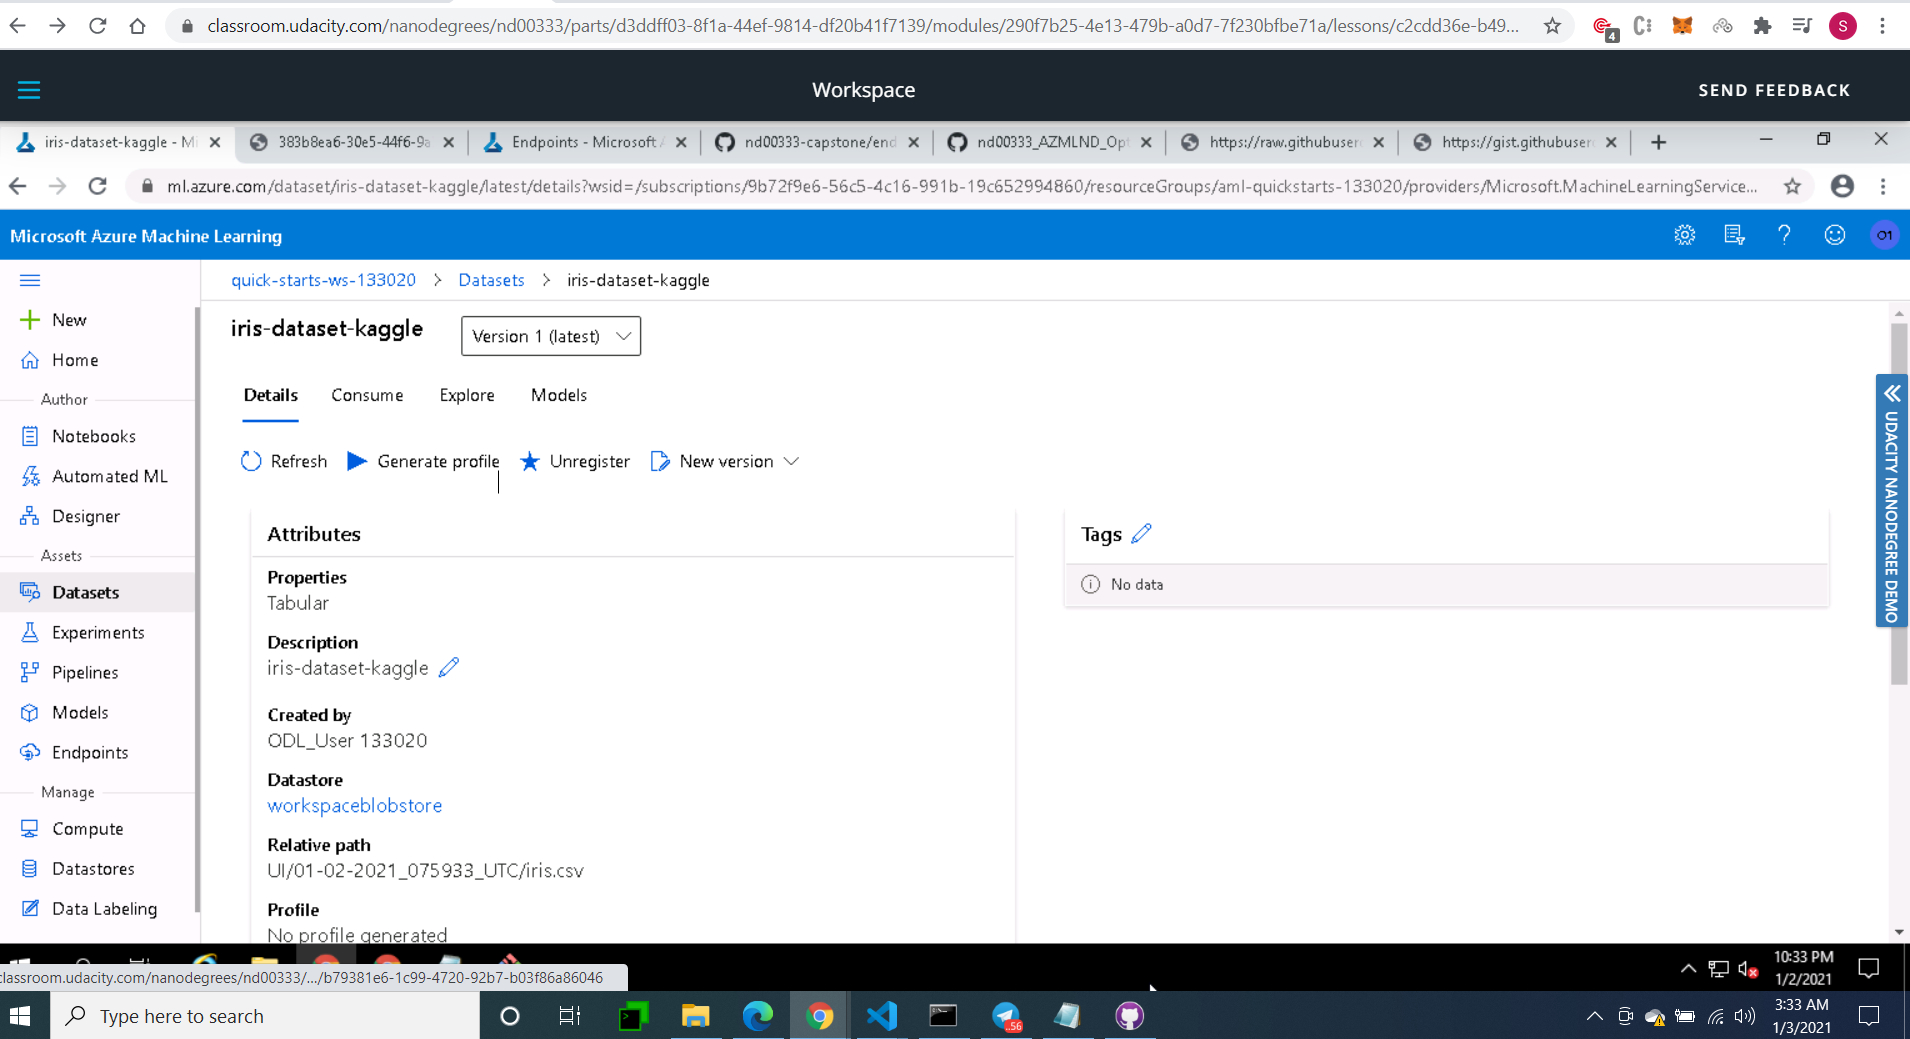 classroom.udacity.com/nanodegrees/nd00333/parts/d3ddff03-8f1a-44ef-9814-df20b41f7139/modules/290f7b25-4e13-479b-a0d7-7f230bfbe71a/lessons/c2cdd36e-b49...
4
S
Workspace
SEND FEEDBACK
iris-dataset-kaggle - Mi
383b8ea6-30e5-44f6-9a
Endpoints - Microsoft A
nd00333-capstone/end
nd00333_AZMLND_Opt
https://raw.githubuserc
https://gist.githubuserc
ml.azure.com/dataset/iris-dataset-kaggle/latest/details?wsid=/subscriptions/9b72f9e6-56c5-4c16-991b-19c652994860/resourceGroups/aml-quickstarts-133020/providers/Microsoft.MachineLearningService...
Microsoft Azure Machine Learning
O1
quick-starts-ws-133020 > Datasets > iris-dataset-kaggle
New
Home
Author
Notebooks
Automated ML
Designer
Assets
Datasets
Experiments
Pipelines
Models
Endpoints
Manage
Compute
Datastores
Data Labeling
iris-dataset-kaggle
Version 1 (latest)
Details
Consume
Explore
Models
Refresh
Generate profile
Unregister
New version
Attributes
Properties
Tabular
Description
iris-dataset-kaggle
Created by
ODL_User 133020
Datastore
workspaceblobstore
Relative path
UI/01-02-2021_075933_UTC/iris.csv
Profile
No profile generated
Tags
No data
UDACITY NANODEGREE DEMO
10:33 PM
1/2/2021
classroom.udacity.com/nanodegrees/nd00333/.../b79381e6-1c99-4720-92b7-b03f86a86046
Type here to search
.56
3:33 AM
1/3/2021